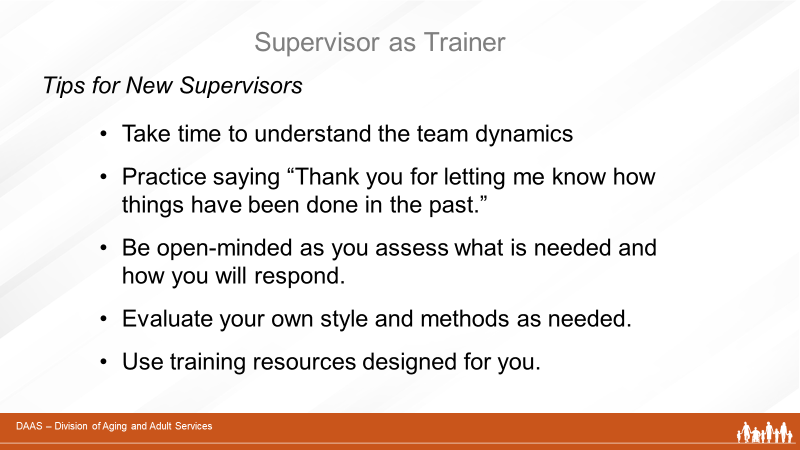 Supervisor as Trainer
Tips for New Supervisors
• Take time to understand the team dynamics
• Practice saying “Thank you for letting me know how
things have been done in the past.”
• Be open-minded as you assess what is needed and
how you will respond.
• Evaluate your own style and methods as needed.
• Use training resources designed for you.
DAAS – Division of Aging and Adult Services